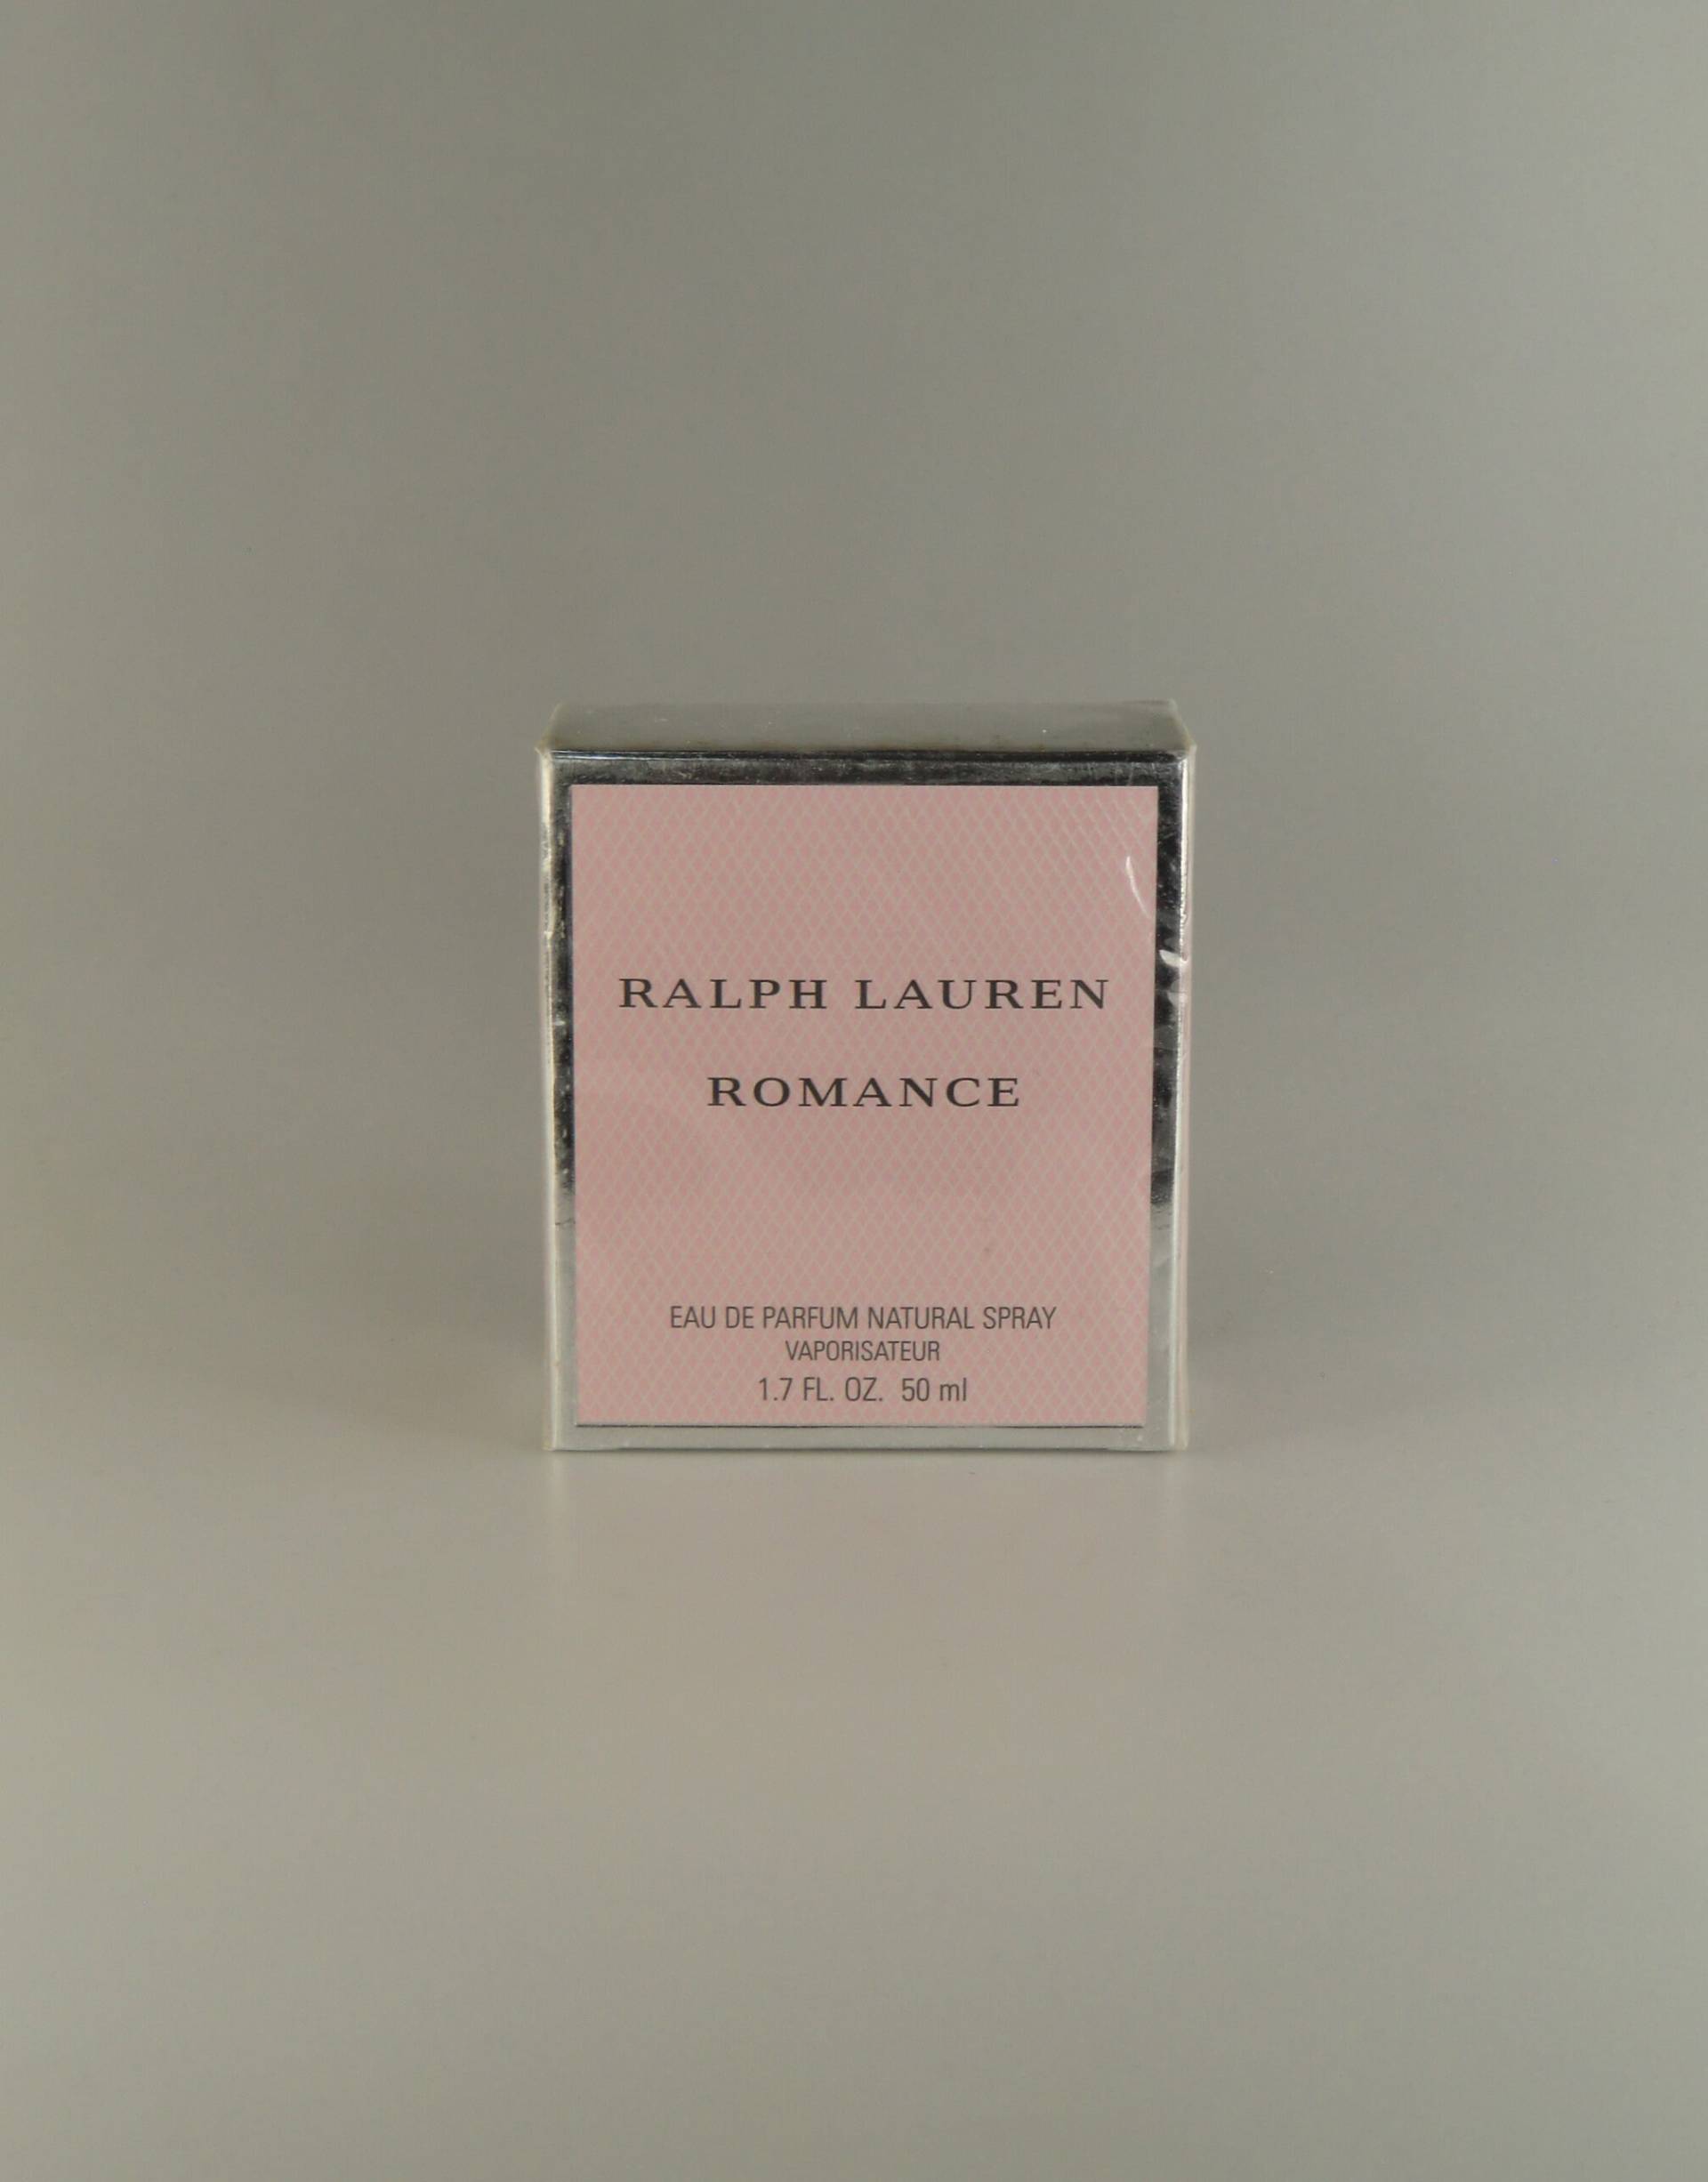 RALPH LAUREN
ROMANCE
EAU DE PARFUM NATURAL SPRAY
VAPORISATEUR
1.7 FL. OZ. 50 ml